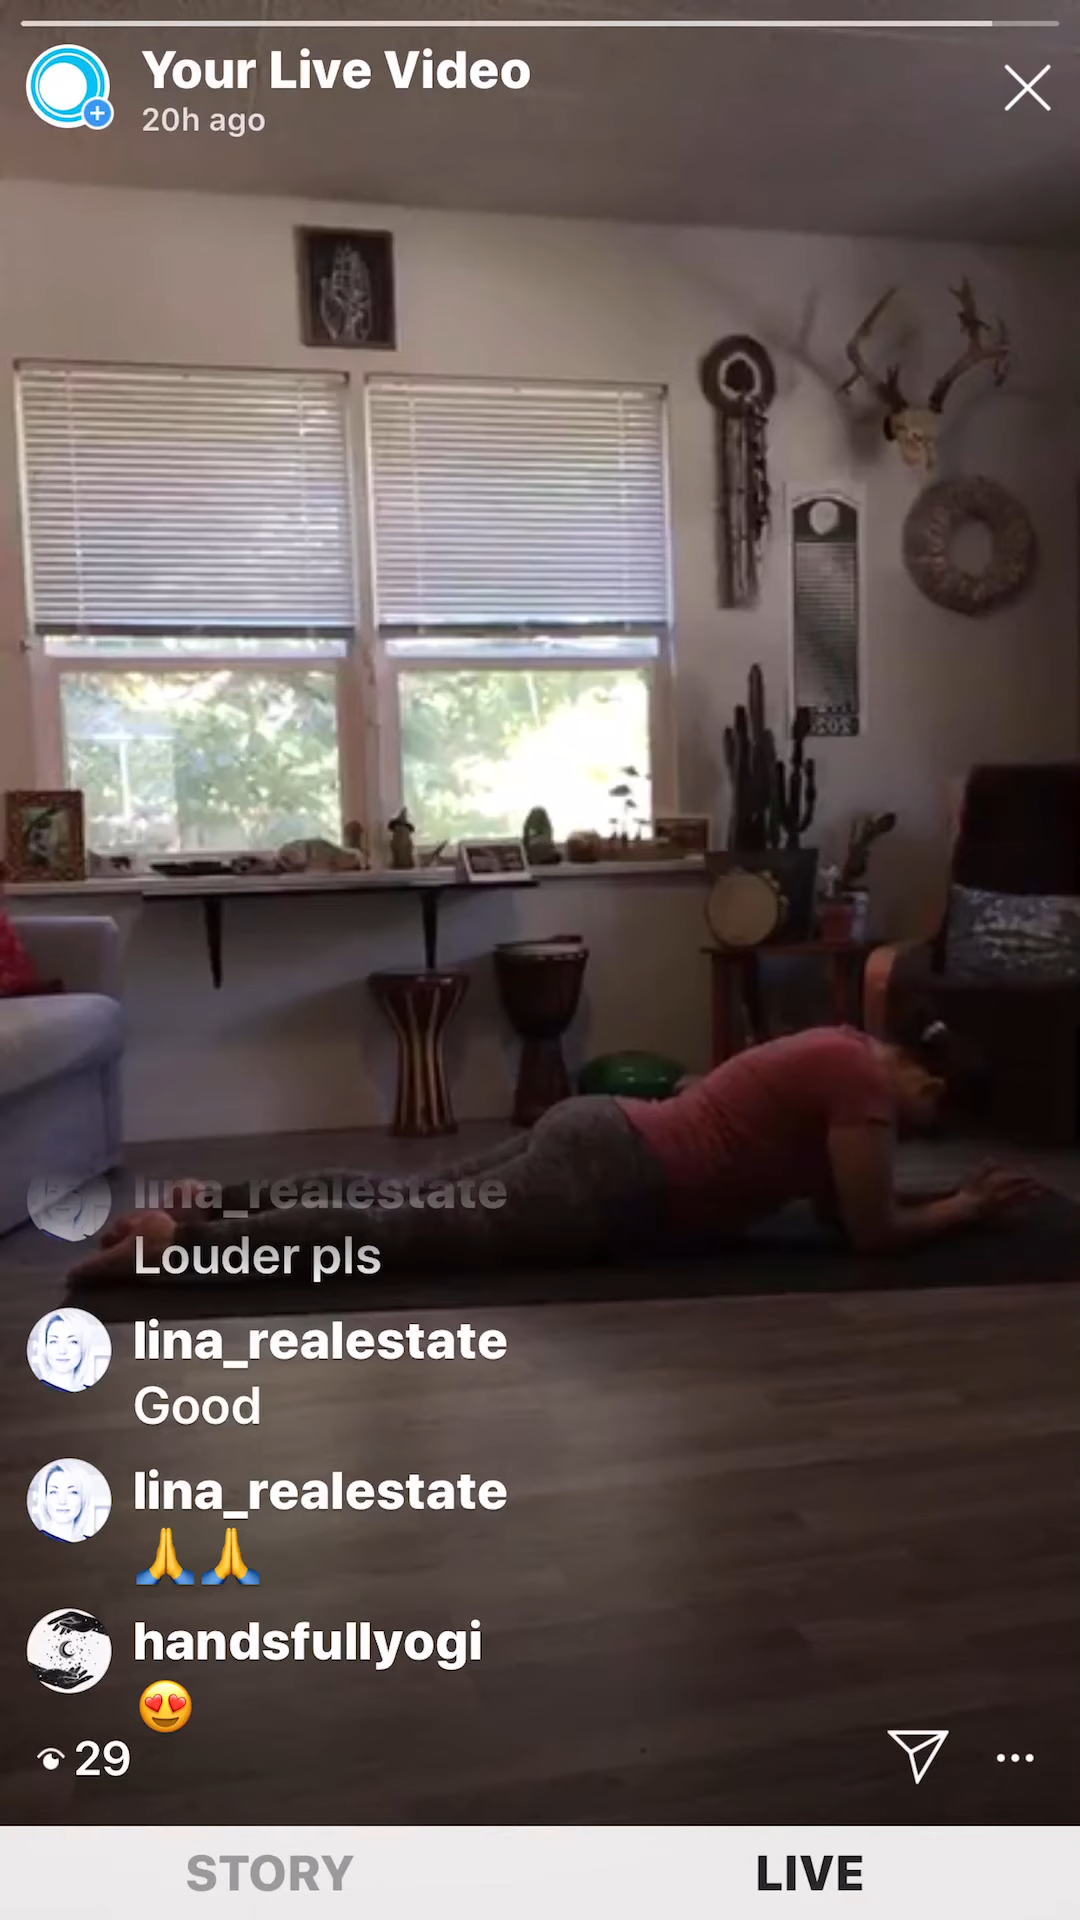 Your Live Video
20h ago
lina_realestate
Louder pls
lina_realestate
Good
lina_realestate
🙏🙏
handsfullyogi
😍
29
STORY
LIVE